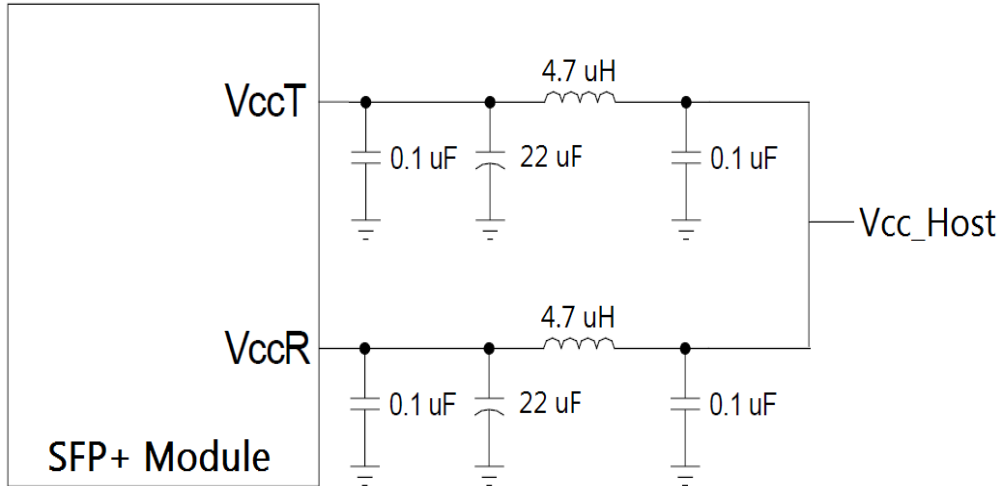 4.7 uH
VccT
0.1 uF
22 uF
0.1 uF
Vcc_Host
4.7 uH
VccR
0.1 uF
22 uF
0.1 uF
SFP+ Module